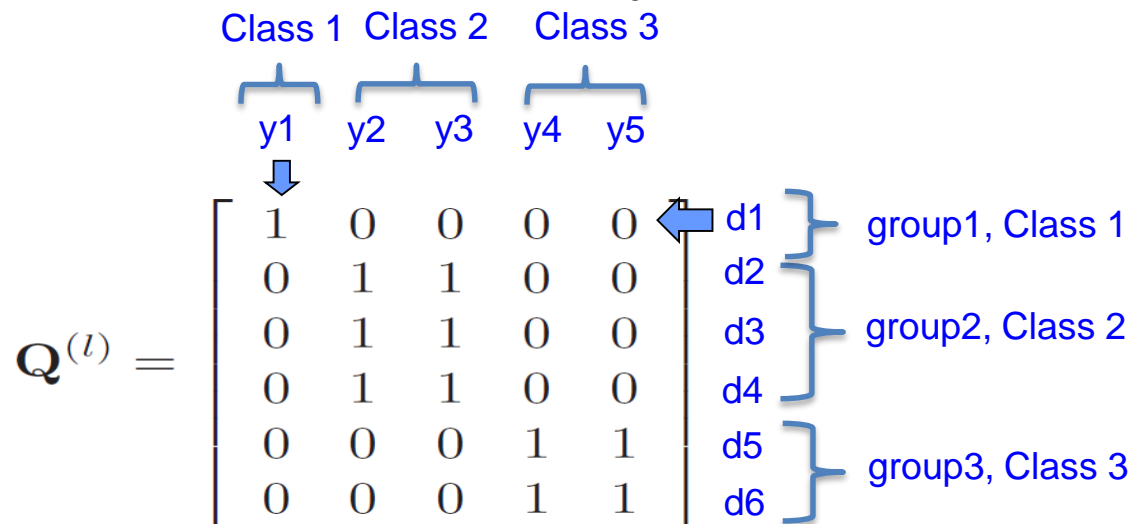 Class 1 Class 2 Class 3
y1 y2 y3 y4 y5
1 0 0 0 0 d1 group1, Class 1
0 1 1 0 0 d2
Q^(l) = 0 1 1 0 0 d3 group2, Class 2
0 1 1 0 0 d4
0 0 0 1 1 d5 group3, Class 3
0 0 0 1 1 d6